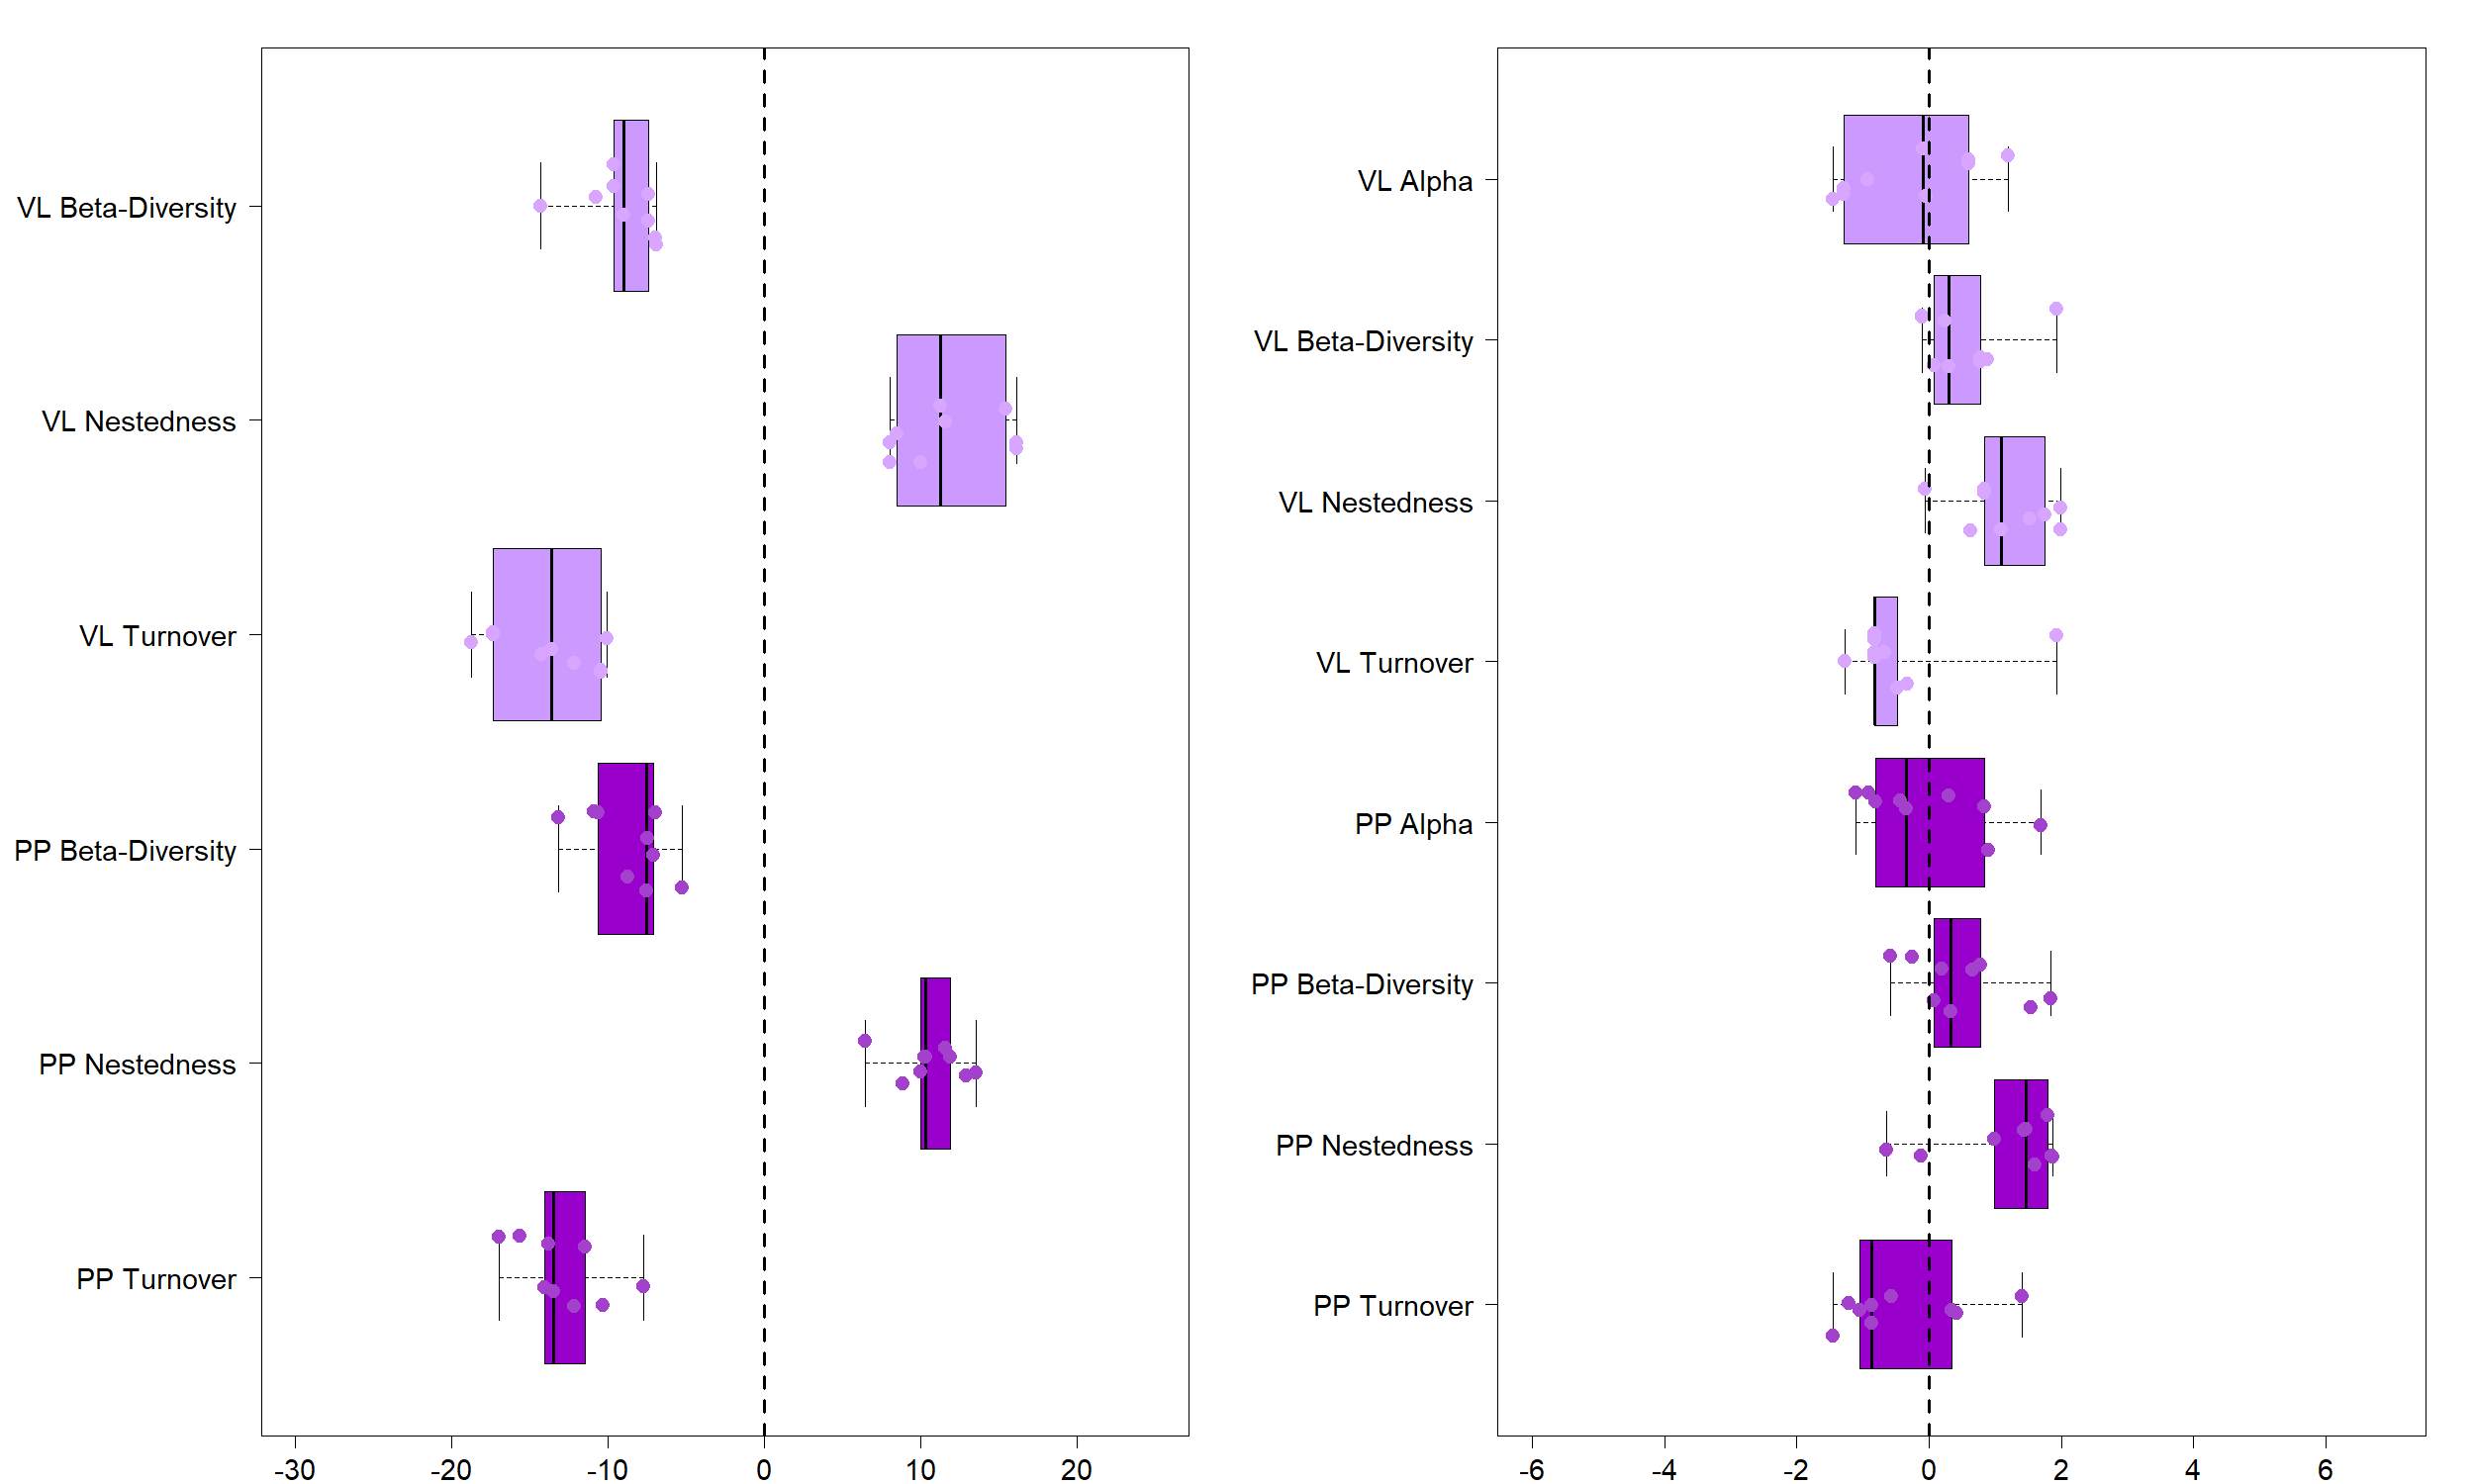 VL Beta-Diversity
VL Nestedness
VL Turnover
PP Beta-Diversity
PP Nestedness
PP Turnover
-30 -20 -10 0 10 20
VL Alpha
VL Beta-Diversity
VL Nestedness
VL Turnover
PP Alpha
PP Beta-Diversity
PP Nestedness
PP Turnover
-6 -4 -2 0 2 4 6